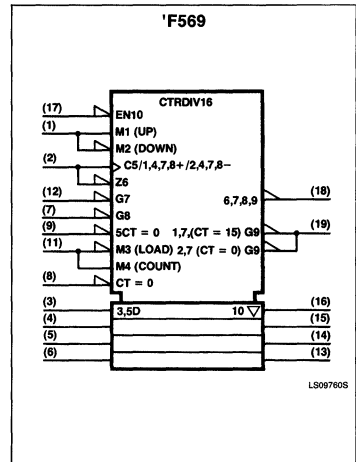 'F569
CTRDIV16
(17) EN10
(1) M1 (UP)
M2 (DOWN)
(2) C5/1,4,7,8+/2,4,7,8−
Z6
(12) G7 6,7,8,9 (18)
(7) G8
(9) 5CT = 0 1,7,(CT = 15) G9 (19)
(11) M3 (LOAD) 2,7 (CT = 0) G9
M4 (COUNT)
(8) CT = 0
(3) 3,5D 10 ▽ (16)
(4) (15)
(5) (14)
(6) (13)
LS09760S